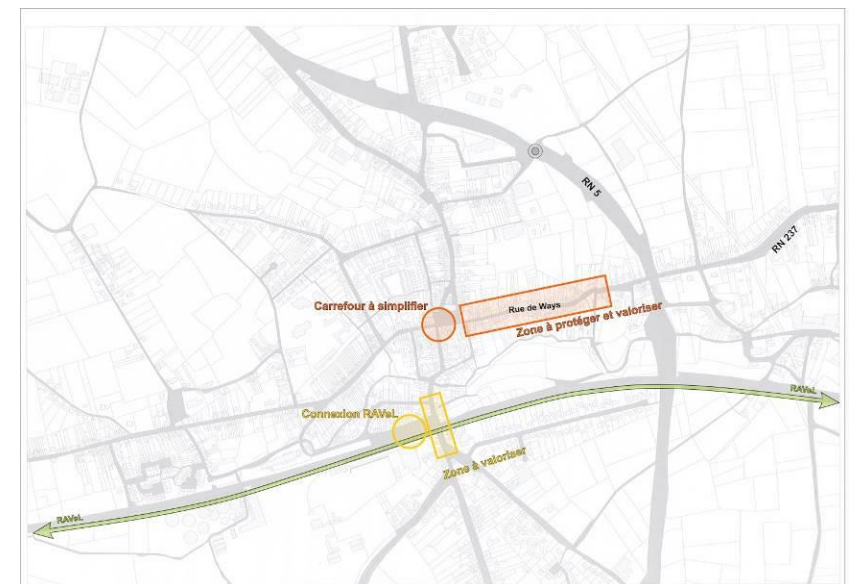 RN 5
RN 237
Carrefour à simplifier
Rue de Ways
Zone à protéger et valoriser
RAVeL
Connexion RAVeL
Zone à valoriser
RAVeL